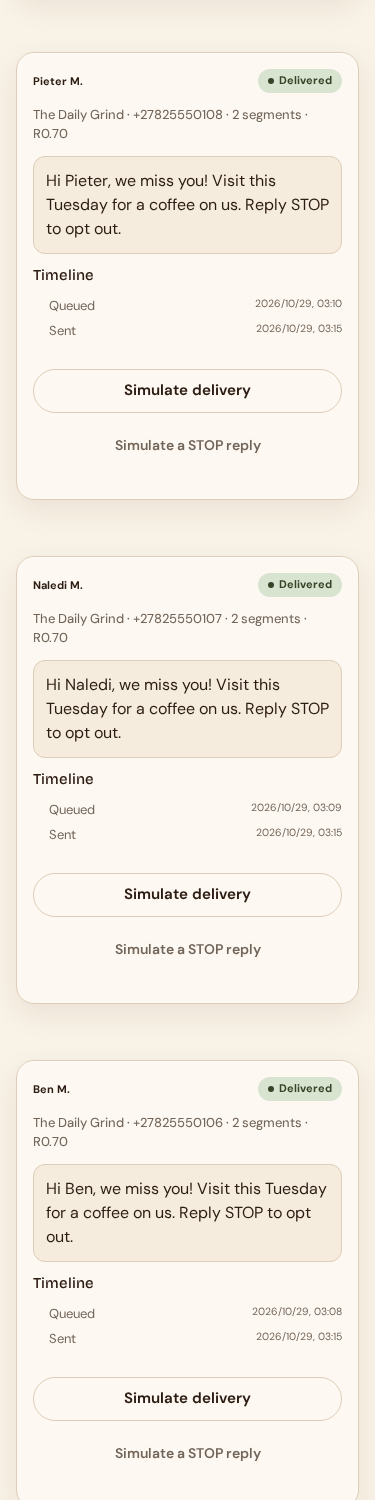 Pieter M.
Delivered
The Daily Grind · +27825550108 · 2 segments ·
R0.70
Hi Pieter, we miss you! Visit this
Tuesday for a coffee on us. Reply STOP
to opt out.
Timeline
Queued 2026/10/29, 03:10
Sent 2026/10/29, 03:15
Simulate delivery
Simulate a STOP reply
Naledi M.
Delivered
The Daily Grind · +27825550107 · 2 segments ·
R0.70
Hi Naledi, we miss you! Visit this
Tuesday for a coffee on us. Reply STOP
to opt out.
Timeline
Queued 2026/10/29, 03:09
Sent 2026/10/29, 03:15
Simulate delivery
Simulate a STOP reply
Ben M.
Delivered
The Daily Grind · +27825550106 · 2 segments ·
R0.70
Hi Ben, we miss you! Visit this Tuesday
for a coffee on us. Reply STOP to opt
out.
Timeline
Queued 2026/10/29, 03:08
Sent 2026/10/29, 03:15
Simulate delivery
Simulate a STOP reply